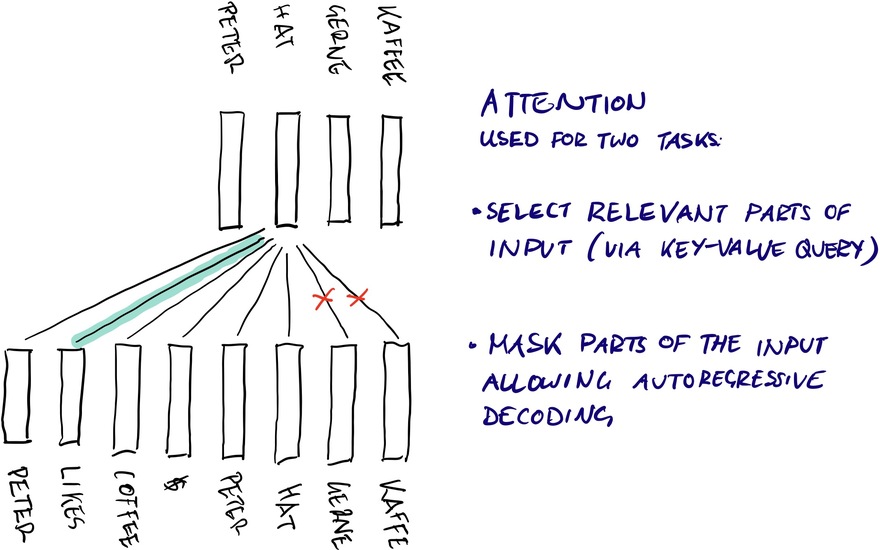 PETER
HAT
GERNE
KAFFEE
ATTENTION
USED FOR TWO TASKS:
• SELECT RELEVANT PARTS OF
INPUT (VIA KEY-VALUE QUERY)
• MASK PARTS OF THE INPUT
ALLOWING AUTOREGRESSIVE
DECODING
PETER
LIKES
COFFEE
$
PETER
HAT
GERNE
KAFFE